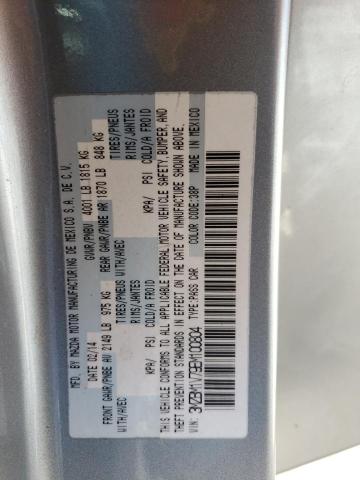 MFD. BY MAZDA MOTOR MANUFACTURING DE MEXICO S.A. DE C.V.
DATE 02/14 GVWR/PNBV 4001 LB 1815 KG
FRONT GAWR/PNBE AV 2149 LB 975 KG REAR GAWR/PNBE AR 1870 LB 848 KG
WITH/AVEC TIRES/PNEUS WITH/AVEC TIRES/PNEUS
RIMS/JANTES RIMS/JANTES
KPA/ PSI COLD/A FROID KPA/ PSI COLD/A FROID
THIS VEHICLE CONFORMS TO ALL APPLICABLE FEDERAL MOTOR VEHICLE SAFETY, BUMPER, AND
THEFT PREVENTION STANDARDS IN EFFECT ON THE DATE OF MANUFACTURE SHOWN ABOVE.
COLOR CODE:38P MADE IN MEXICO
VIN: TYPE:PASS CAR